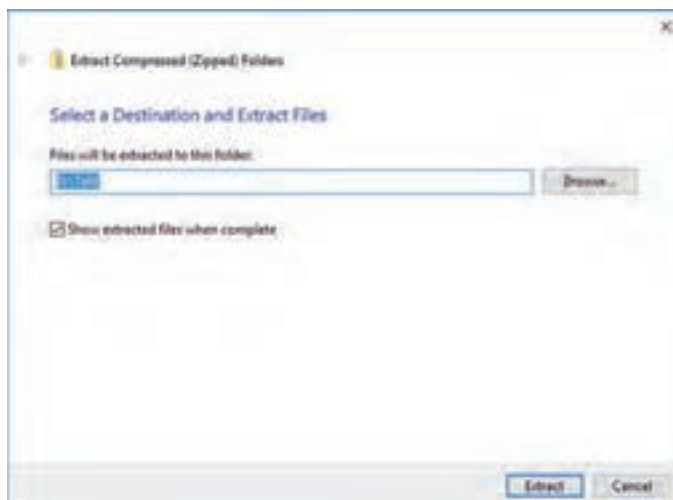 Extract Compressed (Zipped) Folders
Select a Destination and Extract Files
Files will be extracted to this folder:
Browse...
Show extracted files when complete
Extract
Cancel